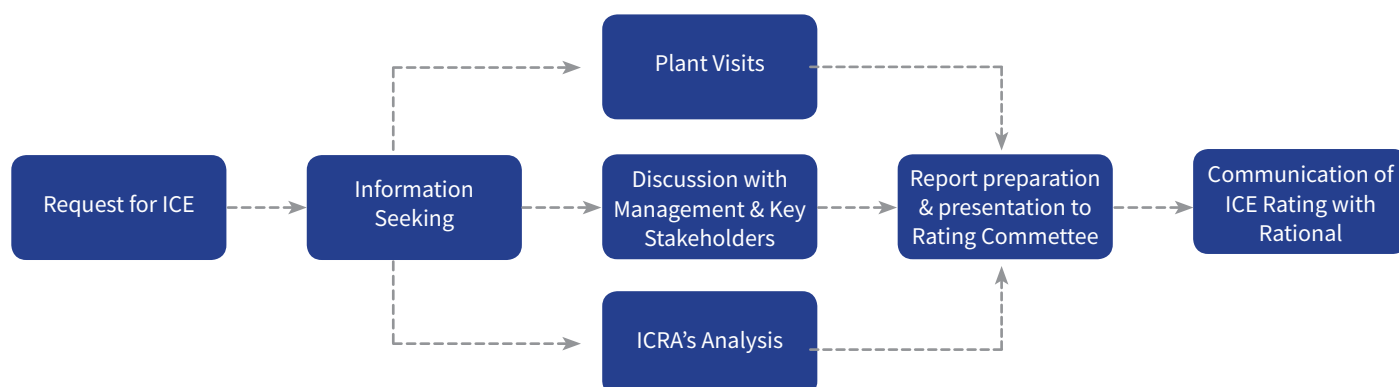 Request for ICE
Information
Seeking
Plant Visits
Discussion with
Management & Key
Stakeholders
ICRA’s Analysis
Report preparation
& presentation to
Rating Commettee
Communication of
ICE Rating with
Rational